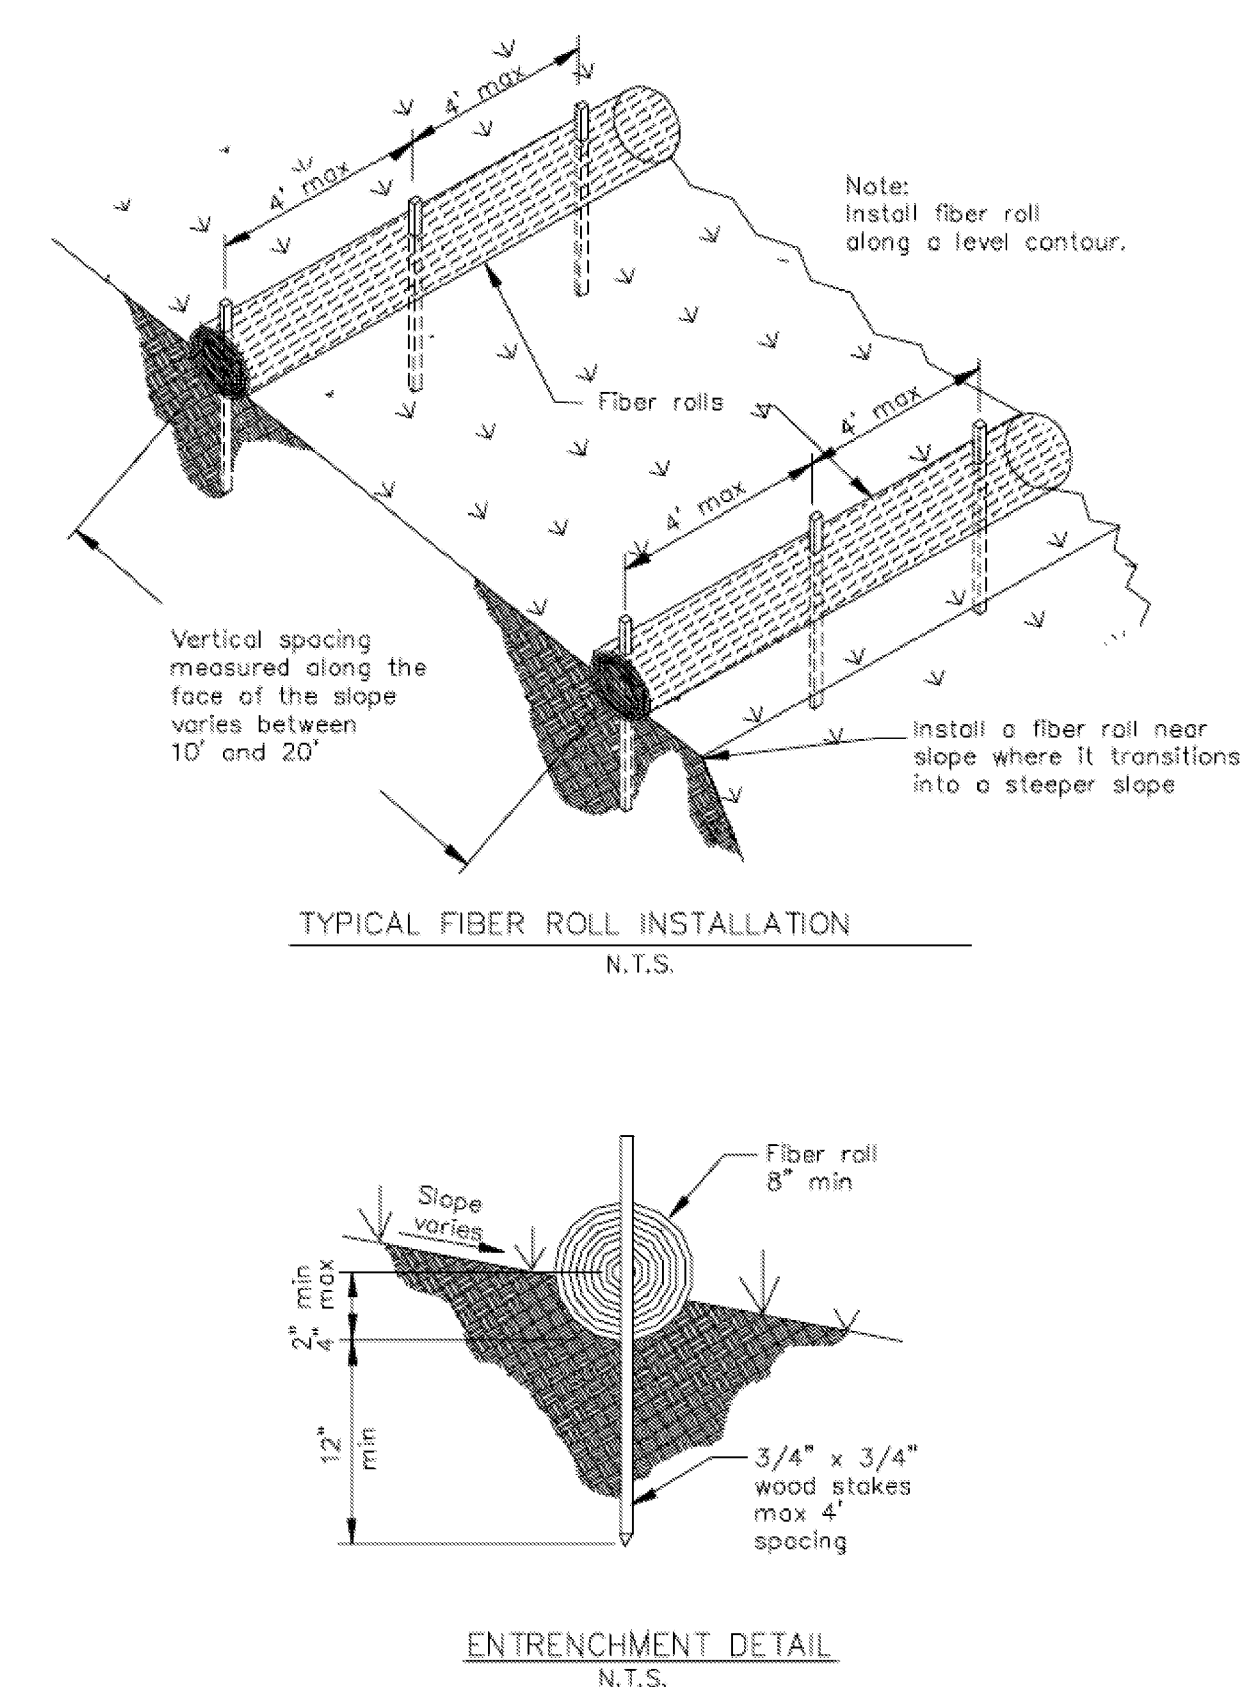 4' max
4' max
Note:
Install fiber roll
along a level contour.
Fiber rolls
4' max
4' max
Vertical spacing
measured along the
face of the slope
varies between
10' and 20'
Install a fiber roll near
slope where it transitions
into a steeper slope
TYPICAL FIBER ROLL INSTALLATION
N.T.S.
Fiber roll
8" min
Slope
varies
2" min
4" max
12"
min
3/4" x 3/4"
wood stakes
max 4'
spacing
ENTRENCHMENT DETAIL
N.T.S.